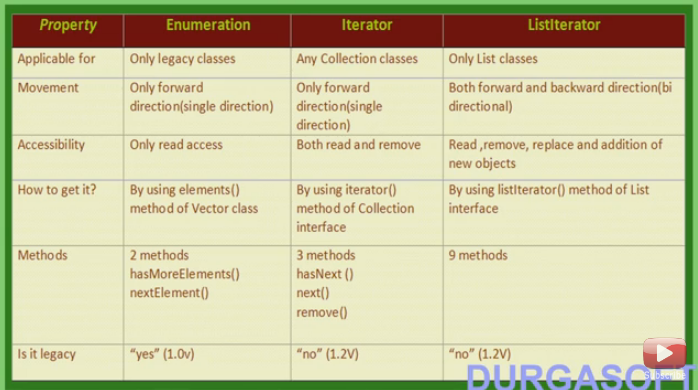 Property Enumeration Iterator ListIterator
Applicable for Only legacy classes Any Collection classes Only List classes
Movement Only forward Only forward Both forward and backward direction(bi
direction(single direction) direction(single directional)
direction)
Accessibility Only read access Both read and remove Read ,remove, replace and addition of
new objects
How to get it? By using elements() By using iterator() By using listIterator() method of List
method of Vector class method of Collection interface
interface
Methods 2 methods 3 methods 9 methods
hasMoreElements() hasNext ()
nextElement() next()
remove()
Is it legacy “yes” (1.0v) “no” (1.2V) “no” (1.2V)
DURGASOFT